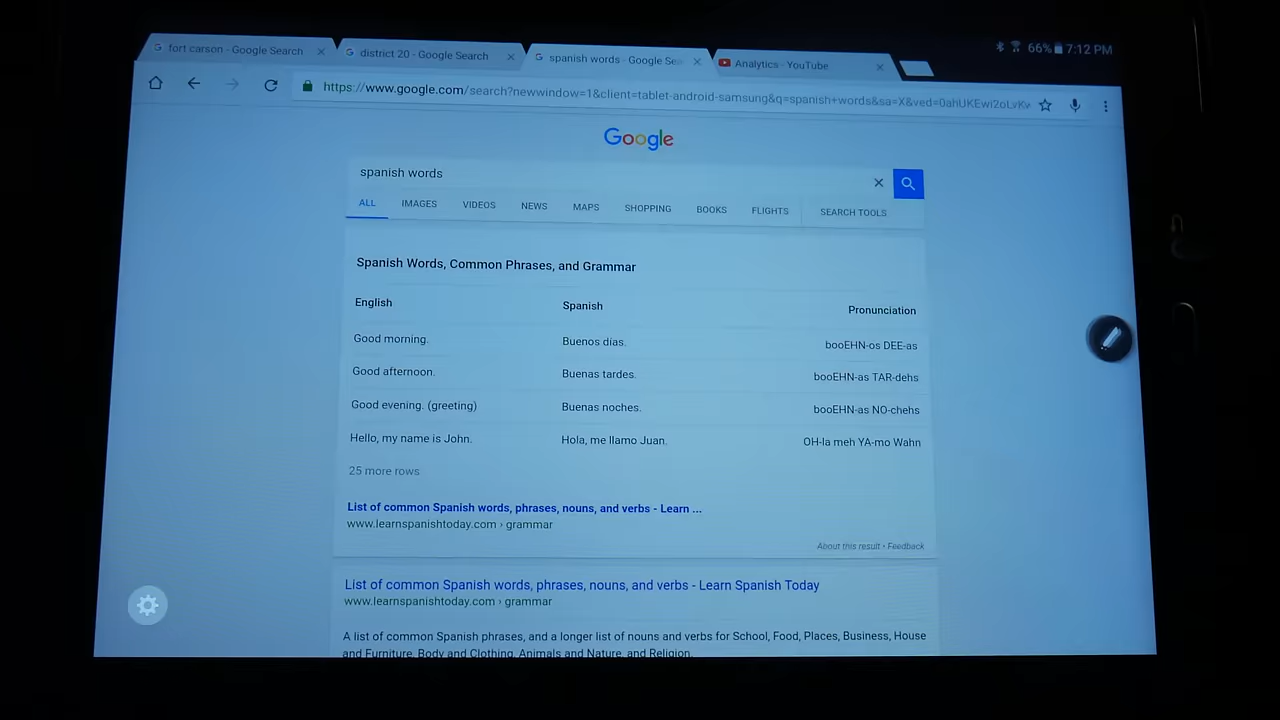 fort carson - Google Search
district 20 - Google Search
spanish words - Google Se
Analytics - YouTube
66% 7:12 PM
https://www.google.com/search?newwindow=1&client=tablet-android-samsung&q=spanish+words&sa=X&ved=0ahUKEwi2oLvKw
Google
spanish words
ALL IMAGES VIDEOS NEWS MAPS SHOPPING BOOKS FLIGHTS SEARCH TOOLS
Spanish Words, Common Phrases, and Grammar
English Spanish Pronunciation
Good morning. Buenos días. booEHN-os DEE-as
Good afternoon. Buenas tardes. booEHN-as TAR-dehs
Good evening. (greeting) Buenas noches. booEHN-as NO-chehs
Hello, my name is John. Hola, me llamo Juan. OH-la meh YA-mo Wahn
25 more rows
List of common Spanish words, phrases, nouns, and verbs - Learn ...
www.learnspanishtoday.com › grammar
About this result • Feedback
List of common Spanish words, phrases, nouns, and verbs - Learn Spanish Today
www.learnspanishtoday.com › grammar
A list of common Spanish phrases, and a longer list of nouns and verbs for School, Food, Places, Business, House
and Furniture, Body and Clothing, Animals and Nature, and Religion.